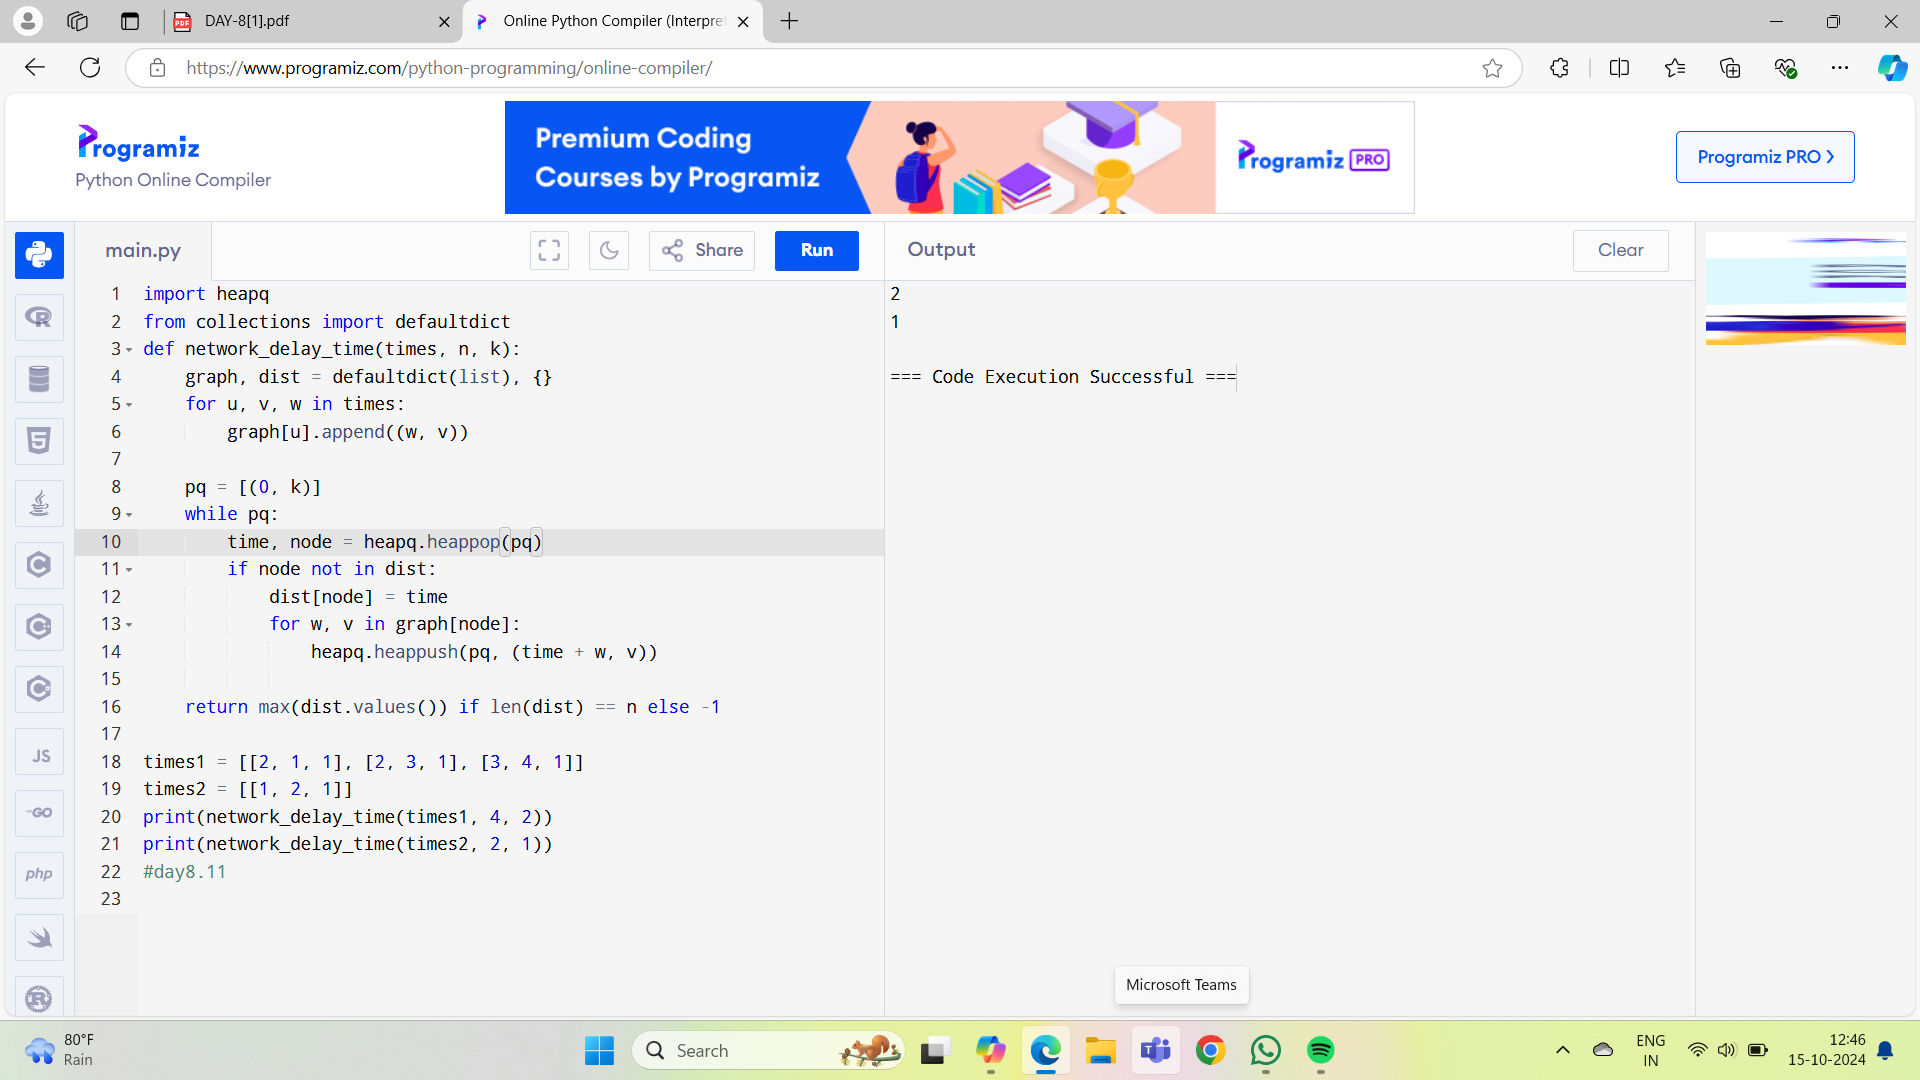 DAY-8[1].pdf
Online Python Compiler (Interpre
https://www.programiz.com/python-programming/online-compiler/
Programiz
Python Online Compiler
Premium Coding
Courses by Programiz
Programiz PRO
Programiz PRO
main.py
Share
Run
Output
Clear
1 import heapq
2 from collections import defaultdict
3 def network_delay_time(times, n, k):
4 graph, dist = defaultdict(list), {}
5 for u, v, w in times:
6 graph[u].append((w, v))
7
8 pq = [(0, k)]
9 while pq:
10 time, node = heapq.heappop(pq)
11 if node not in dist:
12 dist[node] = time
13 for w, v in graph[node]:
14 heapq.heappush(pq, (time + w, v))
15
16 return max(dist.values()) if len(dist) == n else -1
17
18 times1 = [[2, 1, 1], [2, 3, 1], [3, 4, 1]]
19 times2 = [[1, 2, 1]]
20 print(network_delay_time(times1, 4, 2))
21 print(network_delay_time(times2, 2, 1))
22 #day8.11
23
2
1
=== Code Execution Successful ===
JS
GO
php
Microsoft Teams
80°F
Rain
Search
ENG
IN
12:46
15-10-2024